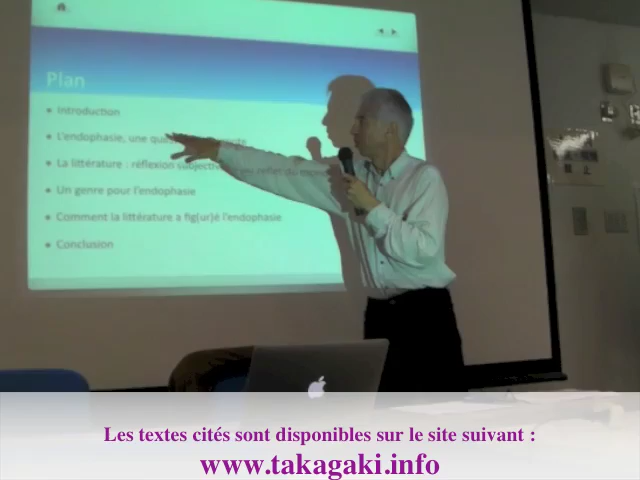 Plan
Introduction
L'endophasie, une
La littérature : réflexion
Un genre pour l'endophasie
Comment la littérature a fig(ur)é l'endophasie
Conclusion
Les textes cités sont disponibles sur le site suivant :
www.takagaki.info